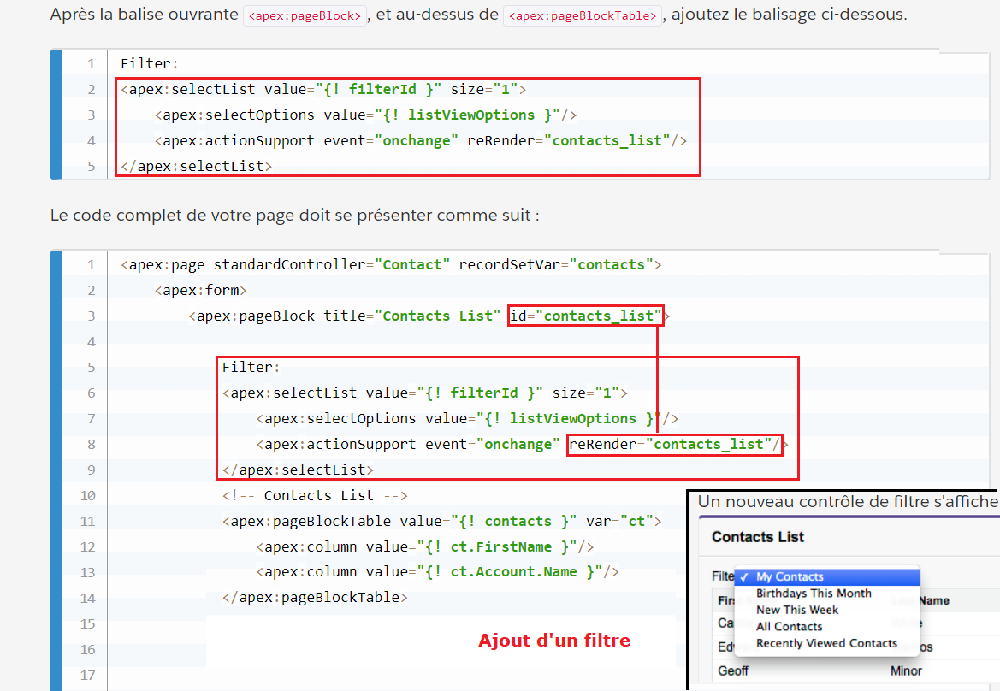 Après la balise ouvrante <apex:pageBlock>, et au-dessus de <apex:pageBlockTable>, ajoutez le balisage ci-dessous.
1 Filter:
2 <apex:selectList value="{! filterId }" size="1">
3 <apex:selectOptions value="{! listViewOptions }"/>
4 <apex:actionSupport event="onchange" reRender="contacts_list"/>
5 </apex:selectList>
Le code complet de votre page doit se présenter comme suit :
1 <apex:page standardController="Contact" recordSetVar="contacts">
2 <apex:form>
3 <apex:pageBlock title="Contacts List" id="contacts_list">
4
5 Filter:
6 <apex:selectList value="{! filterId }" size="1">
7 <apex:selectOptions value="{! listViewOptions }"/>
8 <apex:actionSupport event="onchange" reRender="contacts_list"/>
9 </apex:selectList>
10 <!-- Contacts List -->
11 <apex:pageBlockTable value="{! contacts }" var="ct">
12 <apex:column value="{! ct.FirstName }"/>
13 <apex:column value="{! ct.Account.Name }"/>
14 </apex:pageBlockTable>
15
16
17
Ajout d'un filtre
Un nouveau contrôle de filtre s'affiche
Contacts List
Filte ✓ My Contacts
Birthdays This Month
New This Week
All Contacts
Recently Viewed Contacts
Firs Name
Ca
Edv os
Geoff Minor